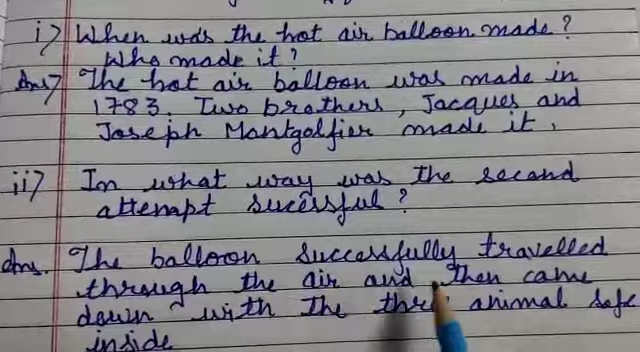 i) When was the hot air balloon made?
Who made it?
Ans) The hot air balloon was made in
1783. Two brothers, Jacques and
Joseph Mantgolfier made it.
ii) In what way was the second
attempt sucessful?
Ans. The balloon successfully travelled
through the air and then came
down with the animal safe
inside